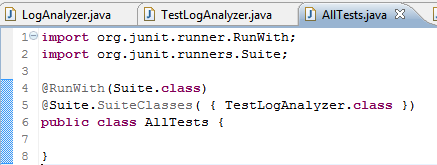 LogAnalyzer.java TestLogAnalyzer.java AllTests.java
1 import org.junit.runner.RunWith;
2 import org.junit.runners.Suite;
3
4 @RunWith(Suite.class)
5 @Suite.SuiteClasses( { TestLogAnalyzer.class })
6 public class AllTests {
7
8 }